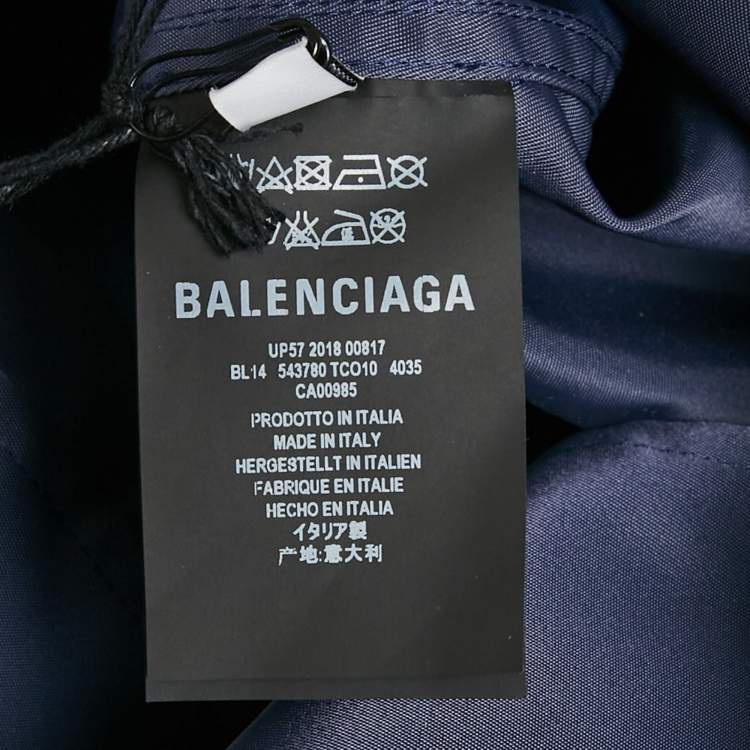 BALENCIAGA
UP57 2018 00817
BL14 543780 TCO10 4035
CA00985
PRODOTTO IN ITALIA
MADE IN ITALY
HERGESTELLT IN ITALIEN
FABRIQUE EN ITALIE
HECHO EN ITALIA
イタリア製
产地:意大利